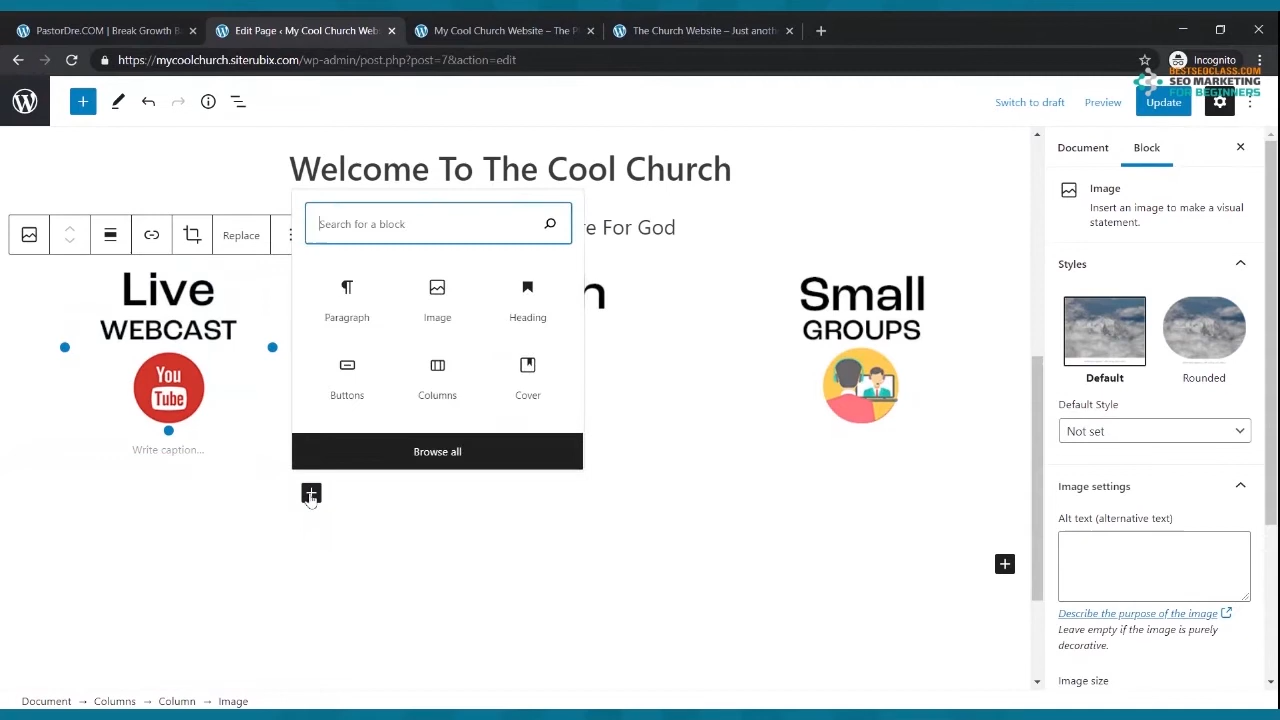 PastorDre.COM | Break Growth B
Edit Page ‹ My Cool Church Web
My Cool Church Website – The P
The Church Website – Just anoth
https://mycoolchurch.siterubix.com/wp-admin/post.php?post=7&action=edit
Incognito
BESTSEOCLASS.COM
SEO MARKETING
FOR BEGINNERS
Switch to draft
Preview
Update
Document
Block
Welcome To The Cool Church
Image
Insert an image to make a visual
statement.
Search for a block
re For God
Replace
Styles
Live
WEBCAST
n
Small
GROUPS
Paragraph
Image
Heading
Buttons
Columns
Cover
You
Tube
Default
Rounded
Default Style
Not set
Write caption...
Browse all
Image settings
Alt text (alternative text)
Describe the purpose of the image
Leave empty if the image is purely
decorative.
Image size
Document → Columns → Column → Image